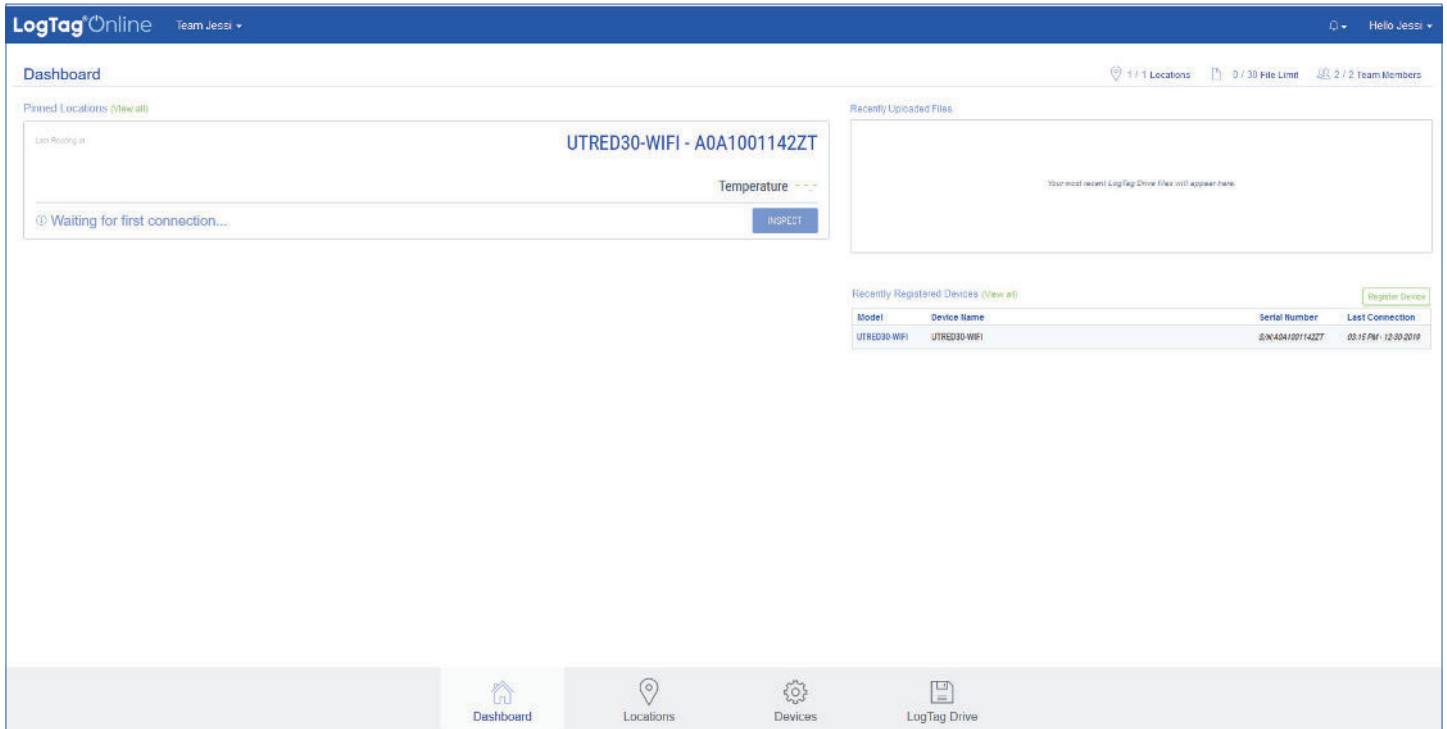 LogTag® Online Team Jessi Hello Jessi
Dashboard
1 / 1 Locations 0 / 30 File Limit 2 / 2 Team Members
Pinned Locations (View all)
Last Reading at
UTRED30-WIFI - A0A1001142ZT
Temperature --.-
Waiting for first connection...
INSPECT
Recently Uploaded Files
Your most recent LogTag Drive files will appear here.
Recently Registered Devices (View all)
Register Device
Model Device Name Serial Number Last Connection
UTRED30-WIFI UTRED30-WIFI S/N:A0A1001142ZT 03:15 PM - 12-30-2019
Dashboard Locations Devices LogTag Drive